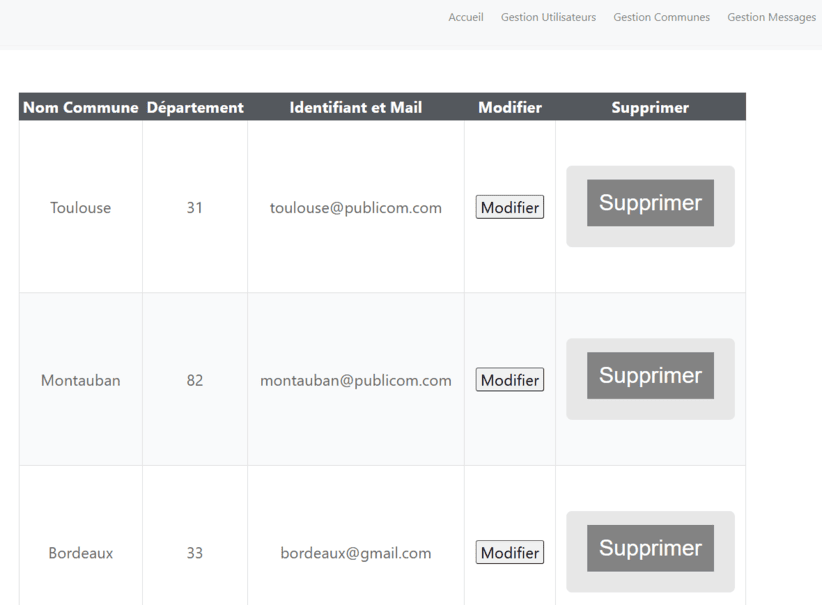 Accueil Gestion Utilisateurs Gestion Communes Gestion Messages
Nom Commune Département Identifiant et Mail Modifier Supprimer
Toulouse 31 toulouse@publicom.com Modifier Supprimer
Montauban 82 montauban@publicom.com Modifier Supprimer
Bordeaux 33 bordeaux@gmail.com Modifier Supprimer